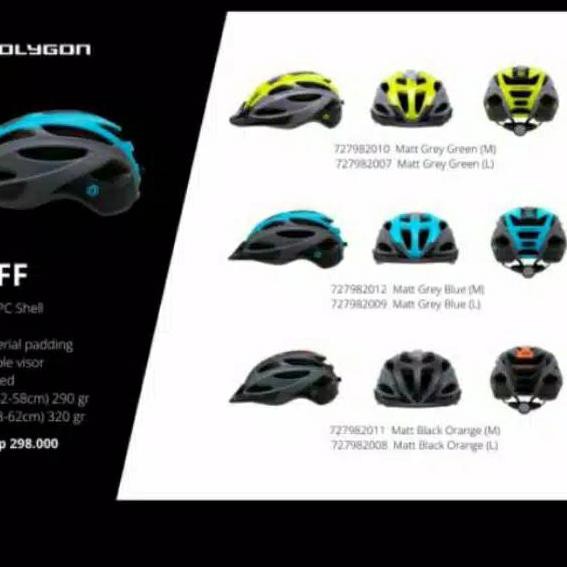 OLYGON
FF
PC Shell
erial padding
ble visor
ed
2-58cm) 290 gr
8-62cm) 320 gr
p 298.000
727982010 Matt Grey Green (M)
727982007 Matt Grey Green (L)
727982012 Matt Grey Blue (M)
727982009 Matt Grey Blue (L)
727982011 Matt Black Orange (M)
727982008 Matt Black Orange (L)